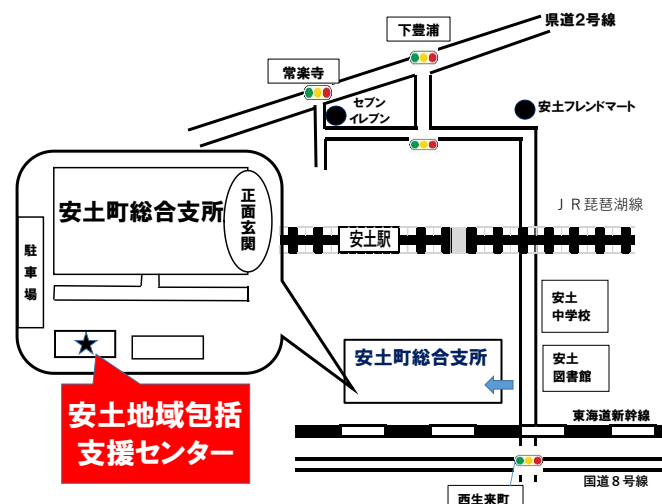 県道2号線
下豊浦
常楽寺
セブン
イレブン
安土フレンドマート
安土町総合支所
正面玄関
駐車場
JR琵琶湖線
安土駅
安土
中学校
安土町総合支所
安土
図書館
安土地域包括
支援センター
東海道新幹線
国道8号線
西生来町